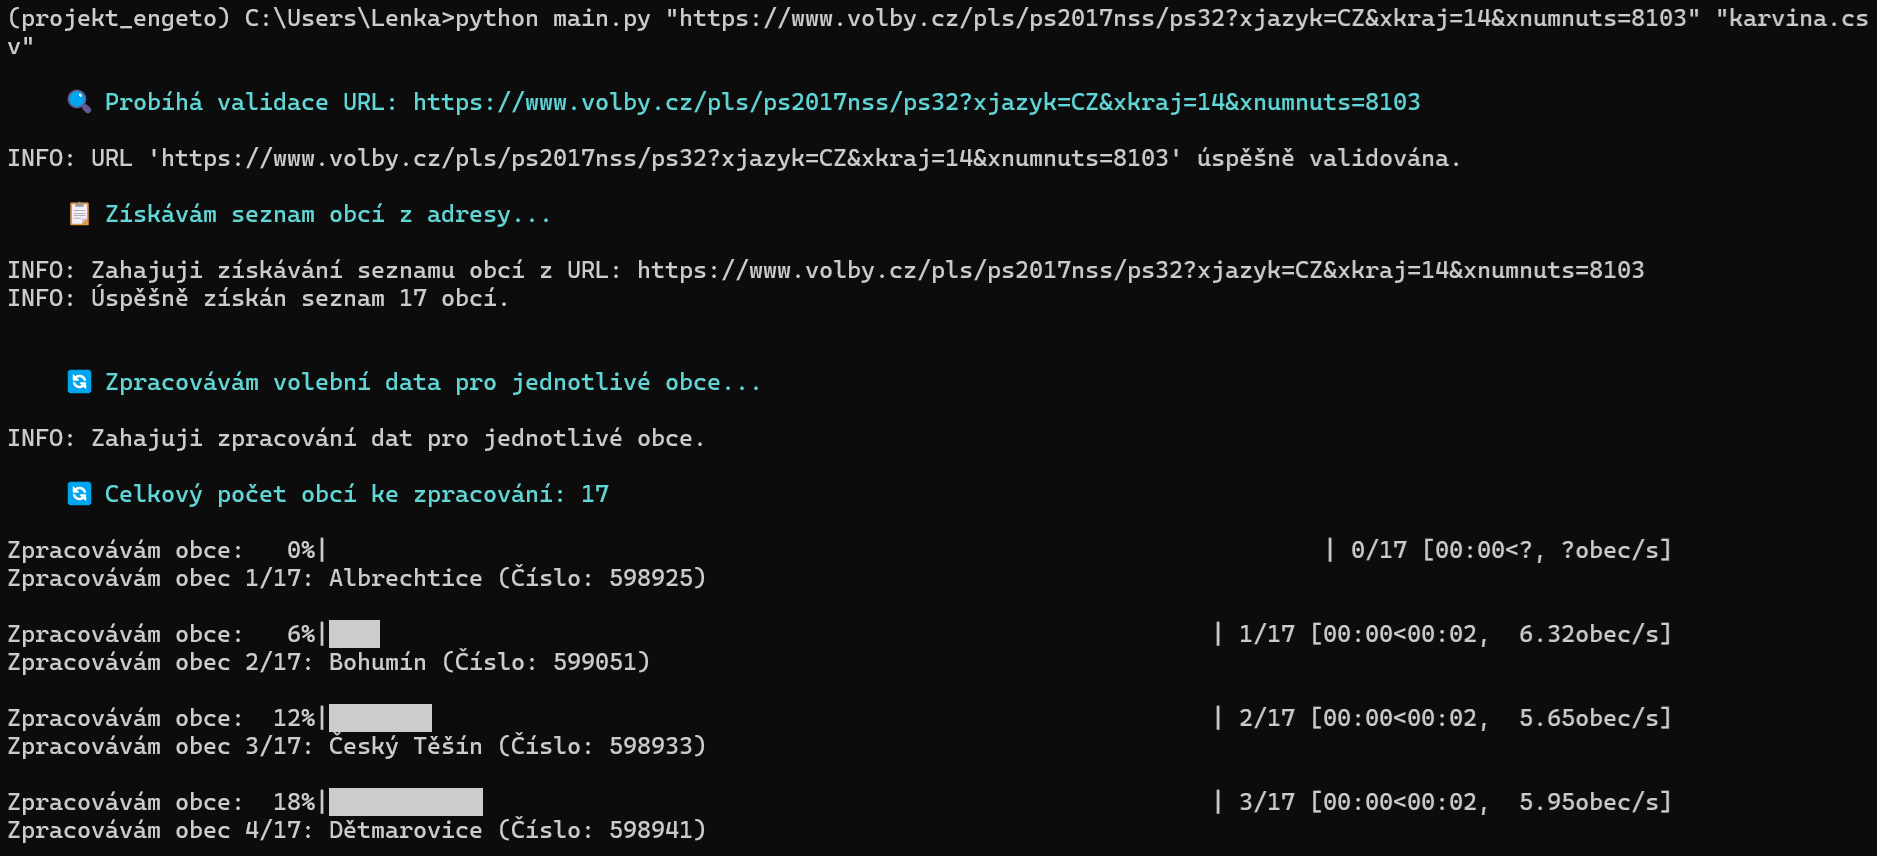 (projekt_engeto) C:\Users\Lenka>python main.py "https://www.volby.cz/pls/ps2017nss/ps32?xjazyk=CZ&xkraj=14&xnumnuts=8103" "karvina.cs
v"
🔍 Probíhá validace URL: https://www.volby.cz/pls/ps2017nss/ps32?xjazyk=CZ&xkraj=14&xnumnuts=8103
INFO: URL 'https://www.volby.cz/pls/ps2017nss/ps32?xjazyk=CZ&xkraj=14&xnumnuts=8103' úspěšně validována.
📋 Získávám seznam obcí z adresy...
INFO: Zahajuji získávání seznamu obcí z URL: https://www.volby.cz/pls/ps2017nss/ps32?xjazyk=CZ&xkraj=14&xnumnuts=8103
INFO: Úspěšně získán seznam 17 obcí.
🔄 Zpracovávám volební data pro jednotlivé obce...
INFO: Zahajuji zpracování dat pro jednotlivé obce.
🔄 Celkový počet obcí ke zpracování: 17
Zpracovávám obce:   0%| | 0/17 [00:00<?, ?obec/s]
Zpracovávám obec 1/17: Albrechtice (Číslo: 598925)
Zpracovávám obce:   6%|████ | 1/17 [00:00<00:02,  6.32obec/s]
Zpracovávám obec 2/17: Bohumín (Číslo: 599051)
Zpracovávám obce:  12%|███████ | 2/17 [00:00<00:02,  5.65obec/s]
Zpracovávám obec 3/17: Český Těšín (Číslo: 598933)
Zpracovávám obce:  18%|███████████ | 3/17 [00:00<00:02,  5.95obec/s]
Zpracovávám obec 4/17: Dětmarovice (Číslo: 598941)